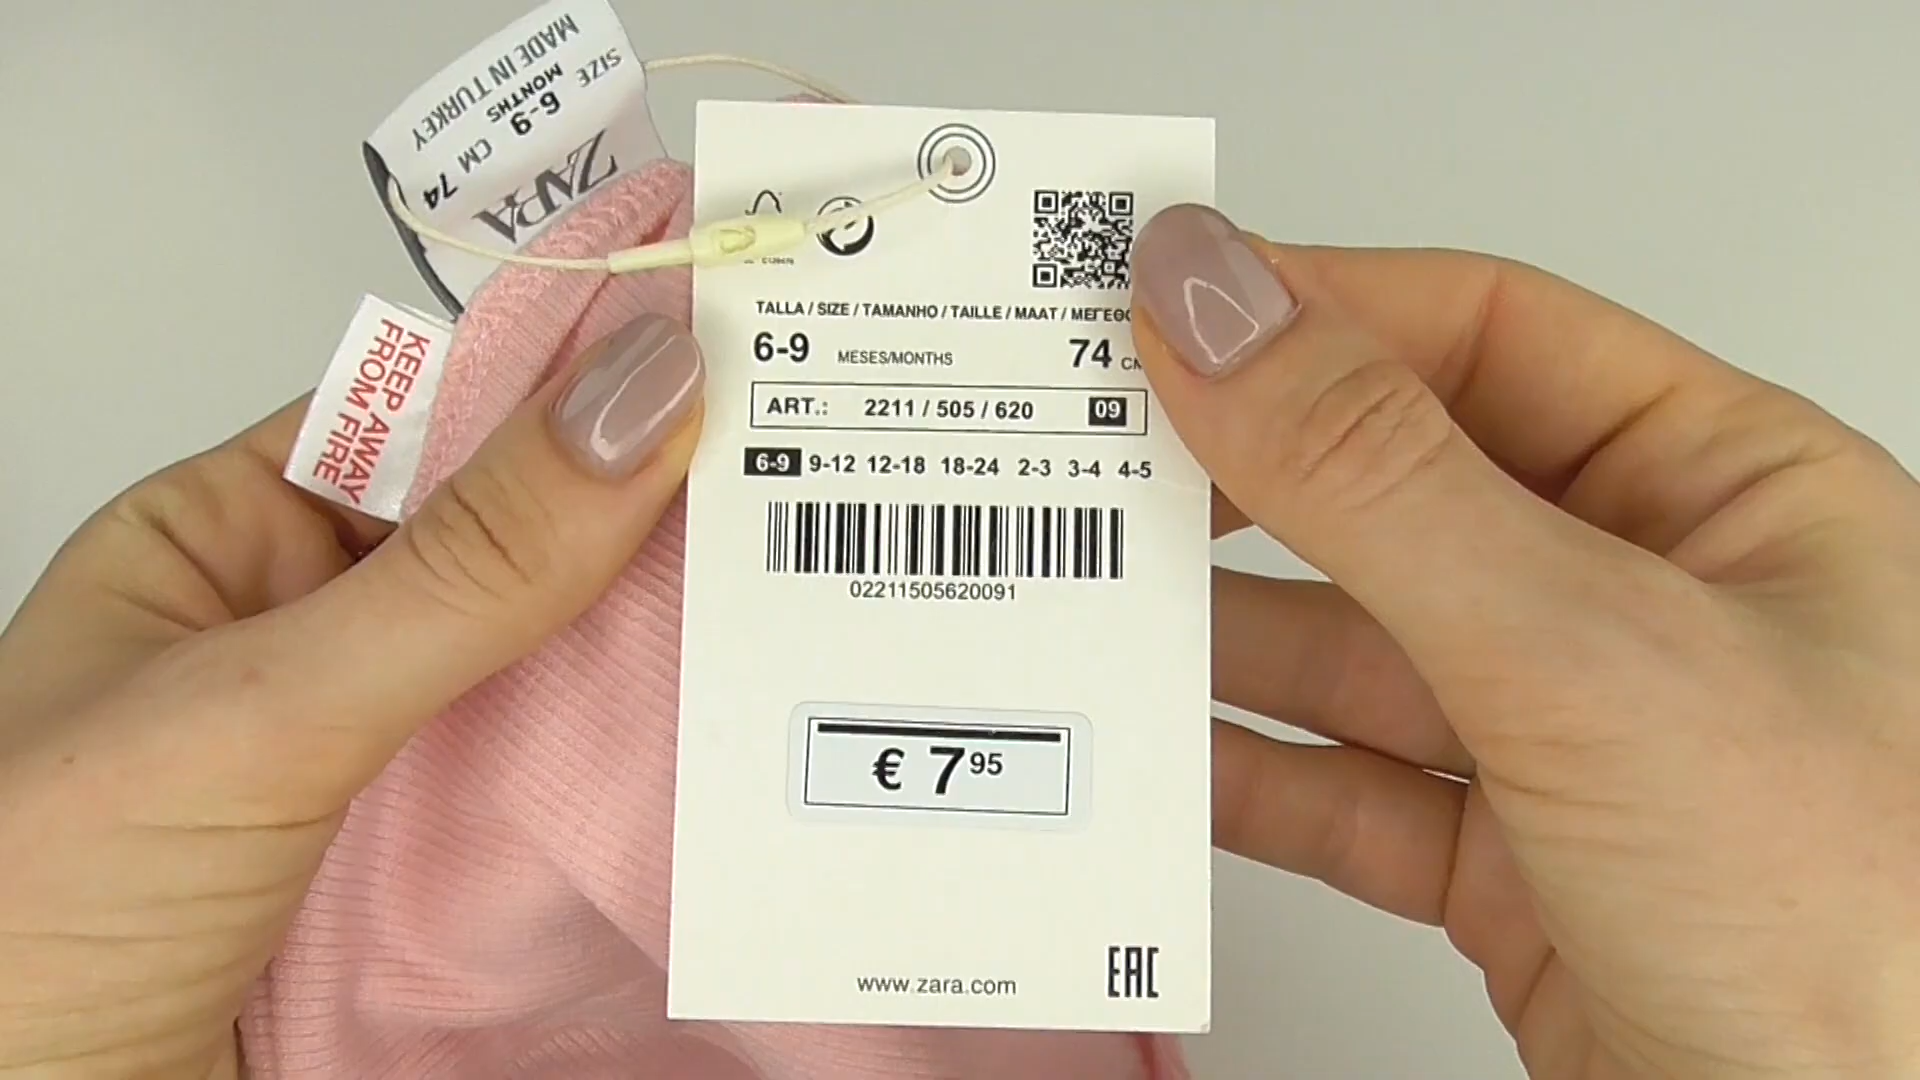 ZARA
SIZE 6-9 MONTHS CM 74
MADE IN TURKEY
KEEP AWAY
FROM FIRE
TALLA / SIZE / TAMANHO / TAILLE / MAAT /
6-9 MESES/MONTHS 74
ART.: 2211 / 505 / 620 09
6-9 9-12 12-18 18-24 2-3 3-4 4-5
02211505620091
€ 7 95
www.zara.com
EAC